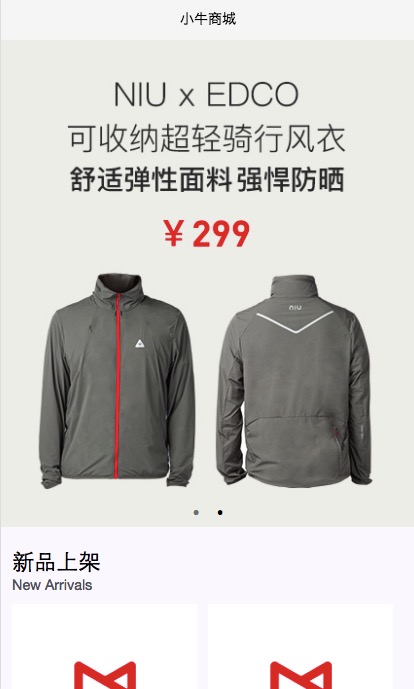 小牛商城
NIU x EDCO
可收纳超轻骑行风衣
舒适弹性面料 强悍防晒
￥299
niu
新品上架
New Arrivals